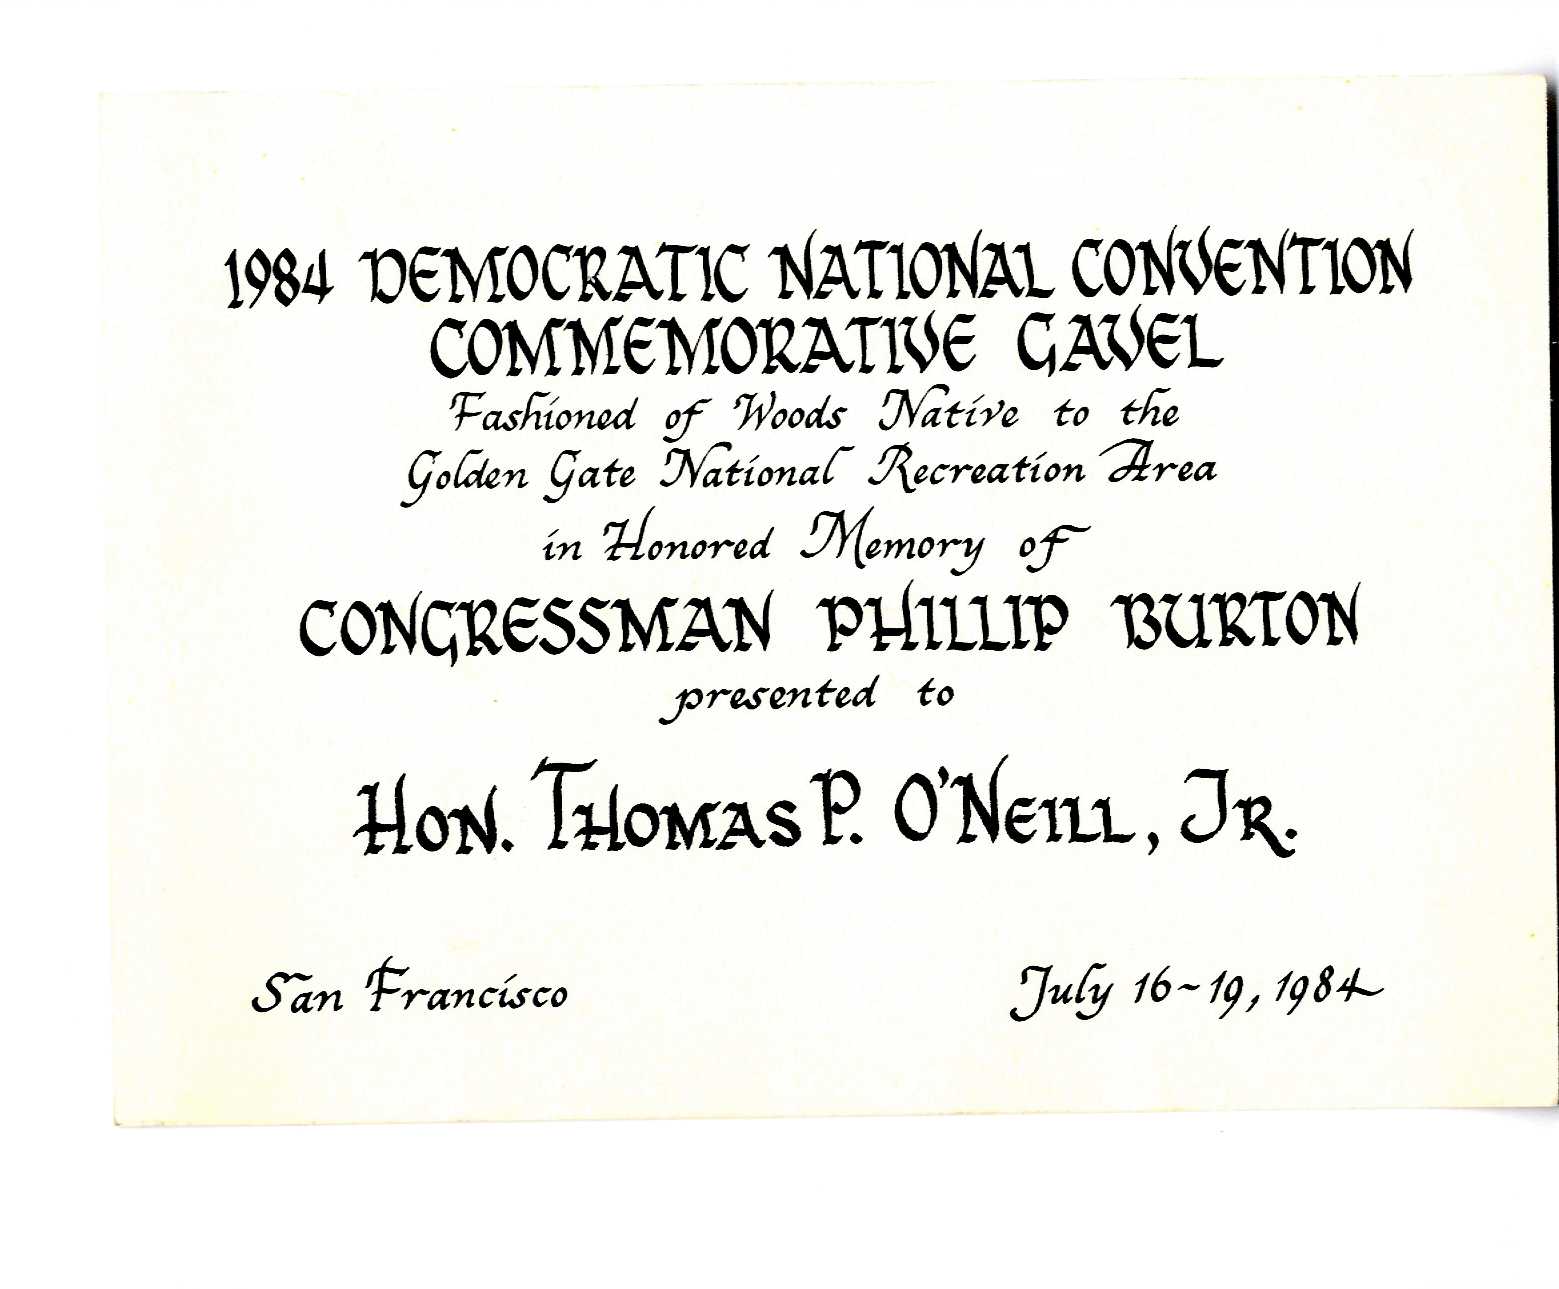 1984 DEMOCRATIC NATIONAL CONVENTION
COMMEMORATIVE GAVEL
Fashioned of Woods Native to the
Golden Gate National Recreation Area
in Honored Memory of
CONGRESSMAN PHILLIP BURTON
presented to
HON. THOMAS P. O'NEILL, JR.
San Francisco July 16~19, 1984